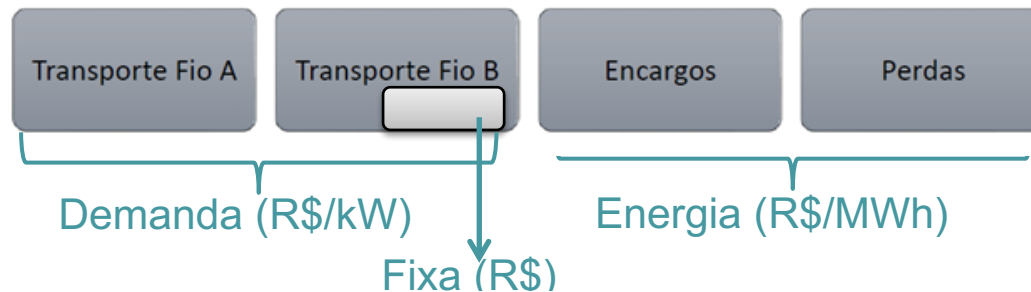 Transporte Fio A
Transporte Fio B
Encargos
Perdas
Demanda (R$/kW)
Energia (R$/MWh)
Fixa (R$)